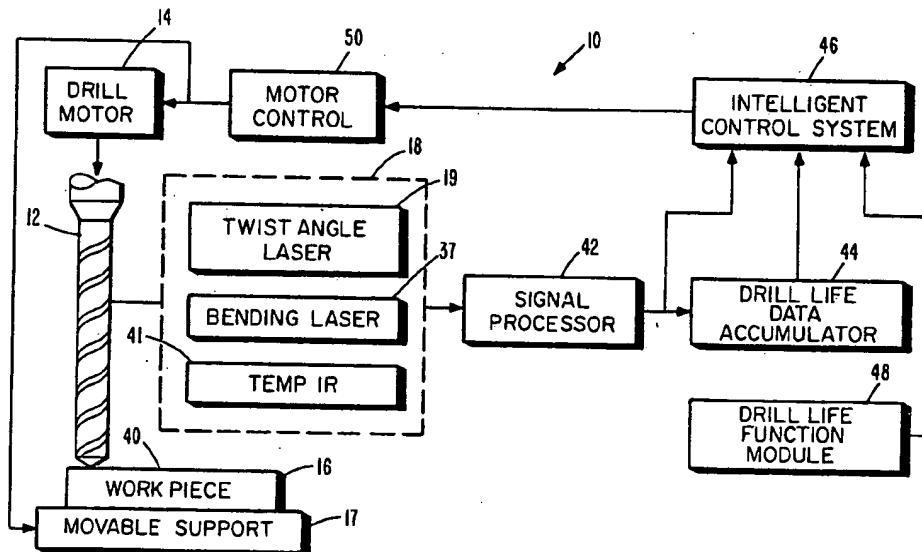 14
50
10
46
DRILL
MOTOR
MOTOR
CONTROL
INTELLIGENT
CONTROL SYSTEM
18
19
12
TWIST ANGLE
LASER
37
42
44
BENDING LASER
SIGNAL
PROCESSOR
DRILL LIFE
DATA
ACCUMULATOR
41
TEMP IR
48
DRILL LIFE
FUNCTION
MODULE
40
16
WORK PIECE
MOVABLE SUPPORT
17